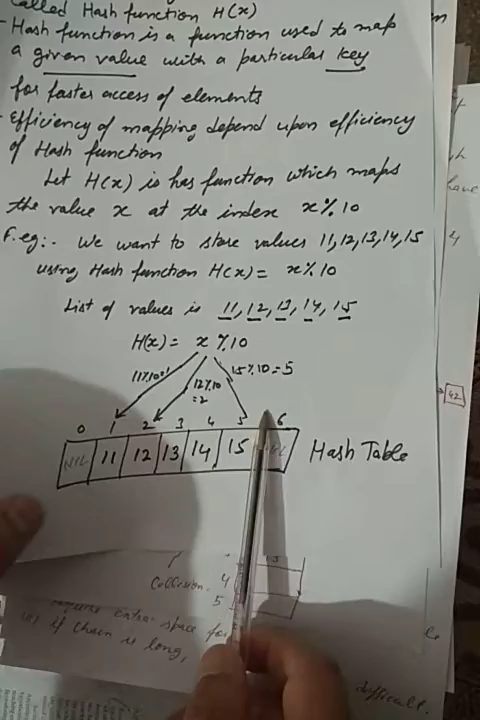 called Hash function H(x)
- Hash function is a function used to map
a given value with a particular key
for faster access of elements
- Efficiency of mapping depend upon efficiency
of Hash function
Let H(x) is has function which maps
the value x at the index x%10
F.eg:- We want to store values 11,12,13,14,15
using Hash function H(x) = x%10
List of values is 11, 12, 13, 14, 15
H(x) = x %10
11%10=1 12%10 =2 15%10=5
0 1 2 3 4 5 6
NIL 11 12 13 14 15 Hash Table
42
Collision. 4
5
require extra space for
if chain is long,
difficult.